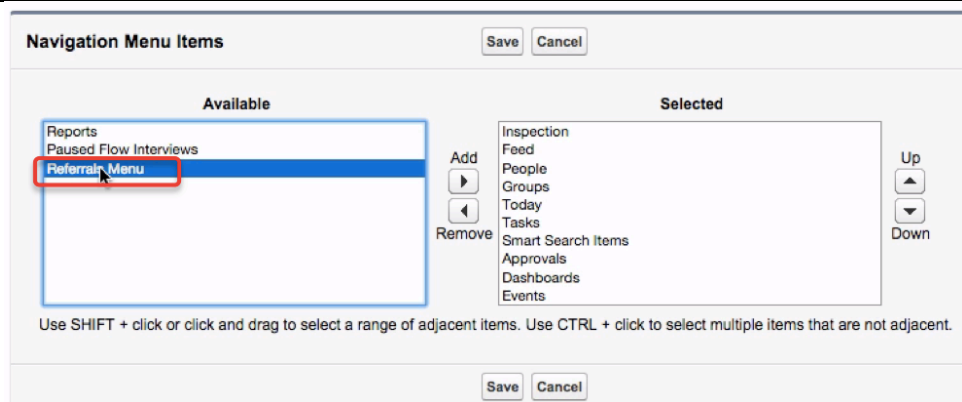 Navigation Menu Items
Save Cancel
Available
Selected
Reports
Paused Flow Interviews
Referrals Menu
Add
Remove
Inspection
Feed
People
Groups
Today
Tasks
Smart Search Items
Approvals
Dashboards
Events
Up
Down
Use SHIFT + click or click and drag to select a range of adjacent items. Use CTRL + click to select multiple items that are not adjacent.
Save Cancel